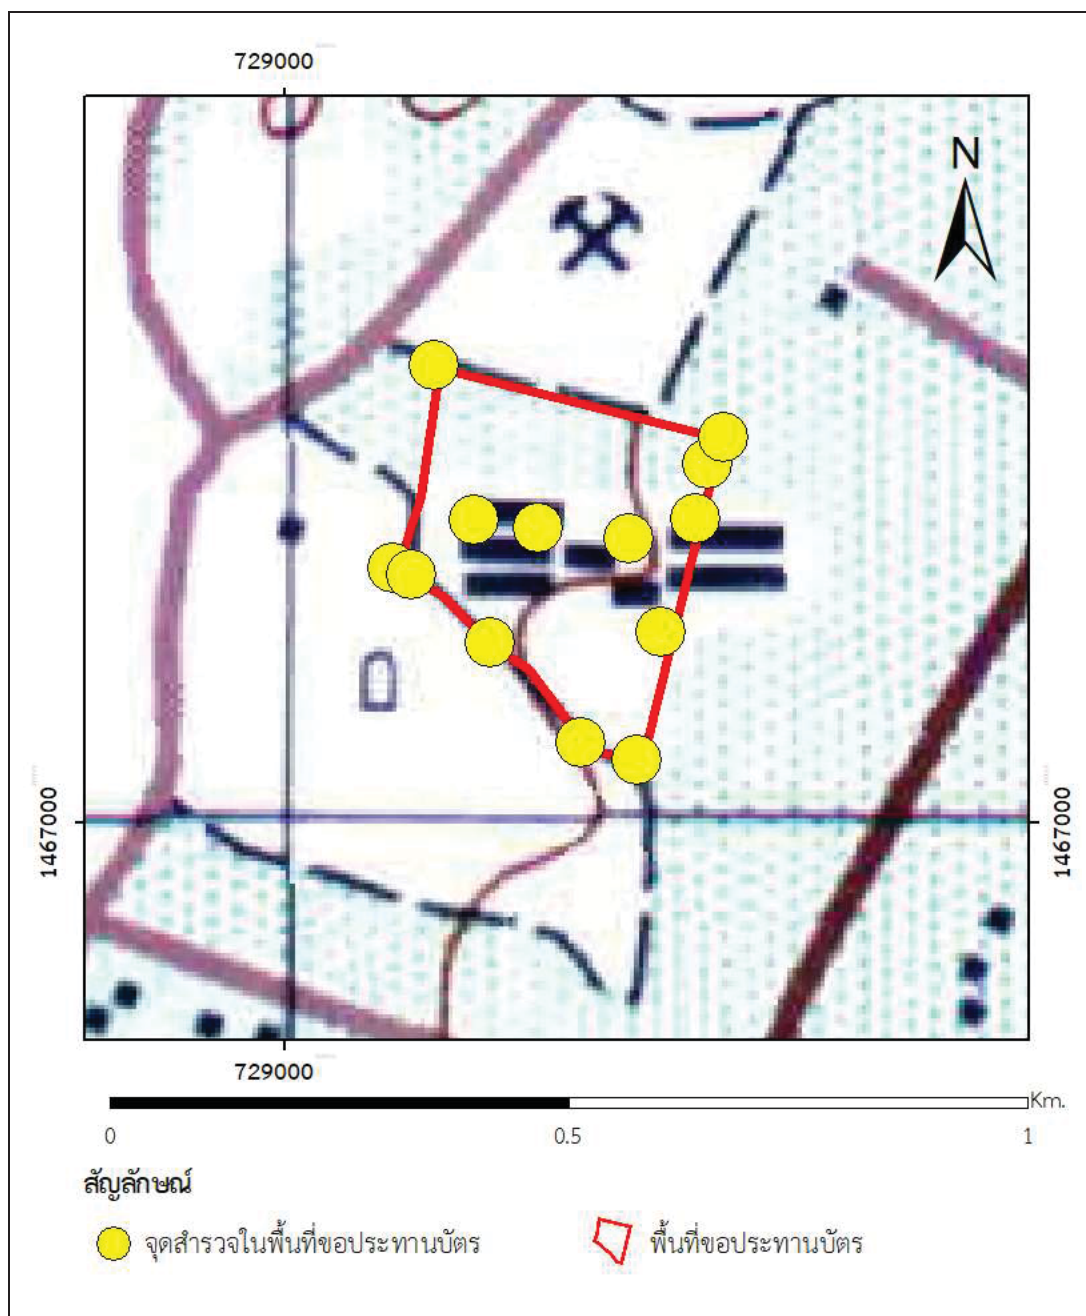 729000
N
1467000
1467000
729000
Km.
0 0.5 1
สัญลักษณ์
จุดสำรวจในพื้นที่ขอประทานบัตร พื้นที่ขอประทานบัตร